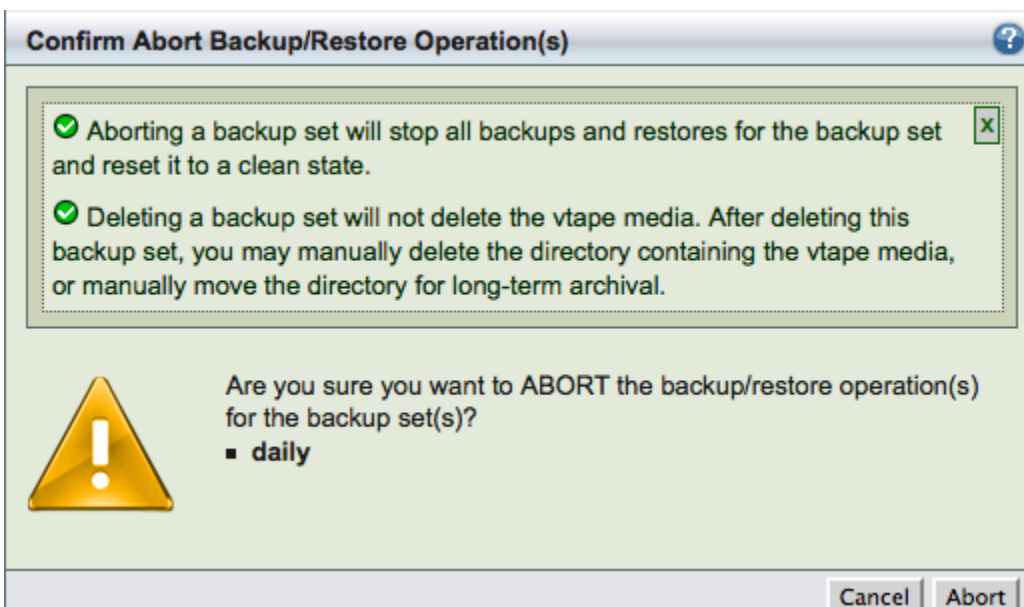 Confirm Abort Backup/Restore Operation(s)
?
Aborting a backup set will stop all backups and restores for the backup set
x
and reset it to a clean state.
Deleting a backup set will not delete the vtape media. After deleting this
backup set, you may manually delete the directory containing the vtape media,
or manually move the directory for long-term archival.
Are you sure you want to ABORT the backup/restore operation(s)
for the backup set(s)?
▪ daily
Cancel
Abort